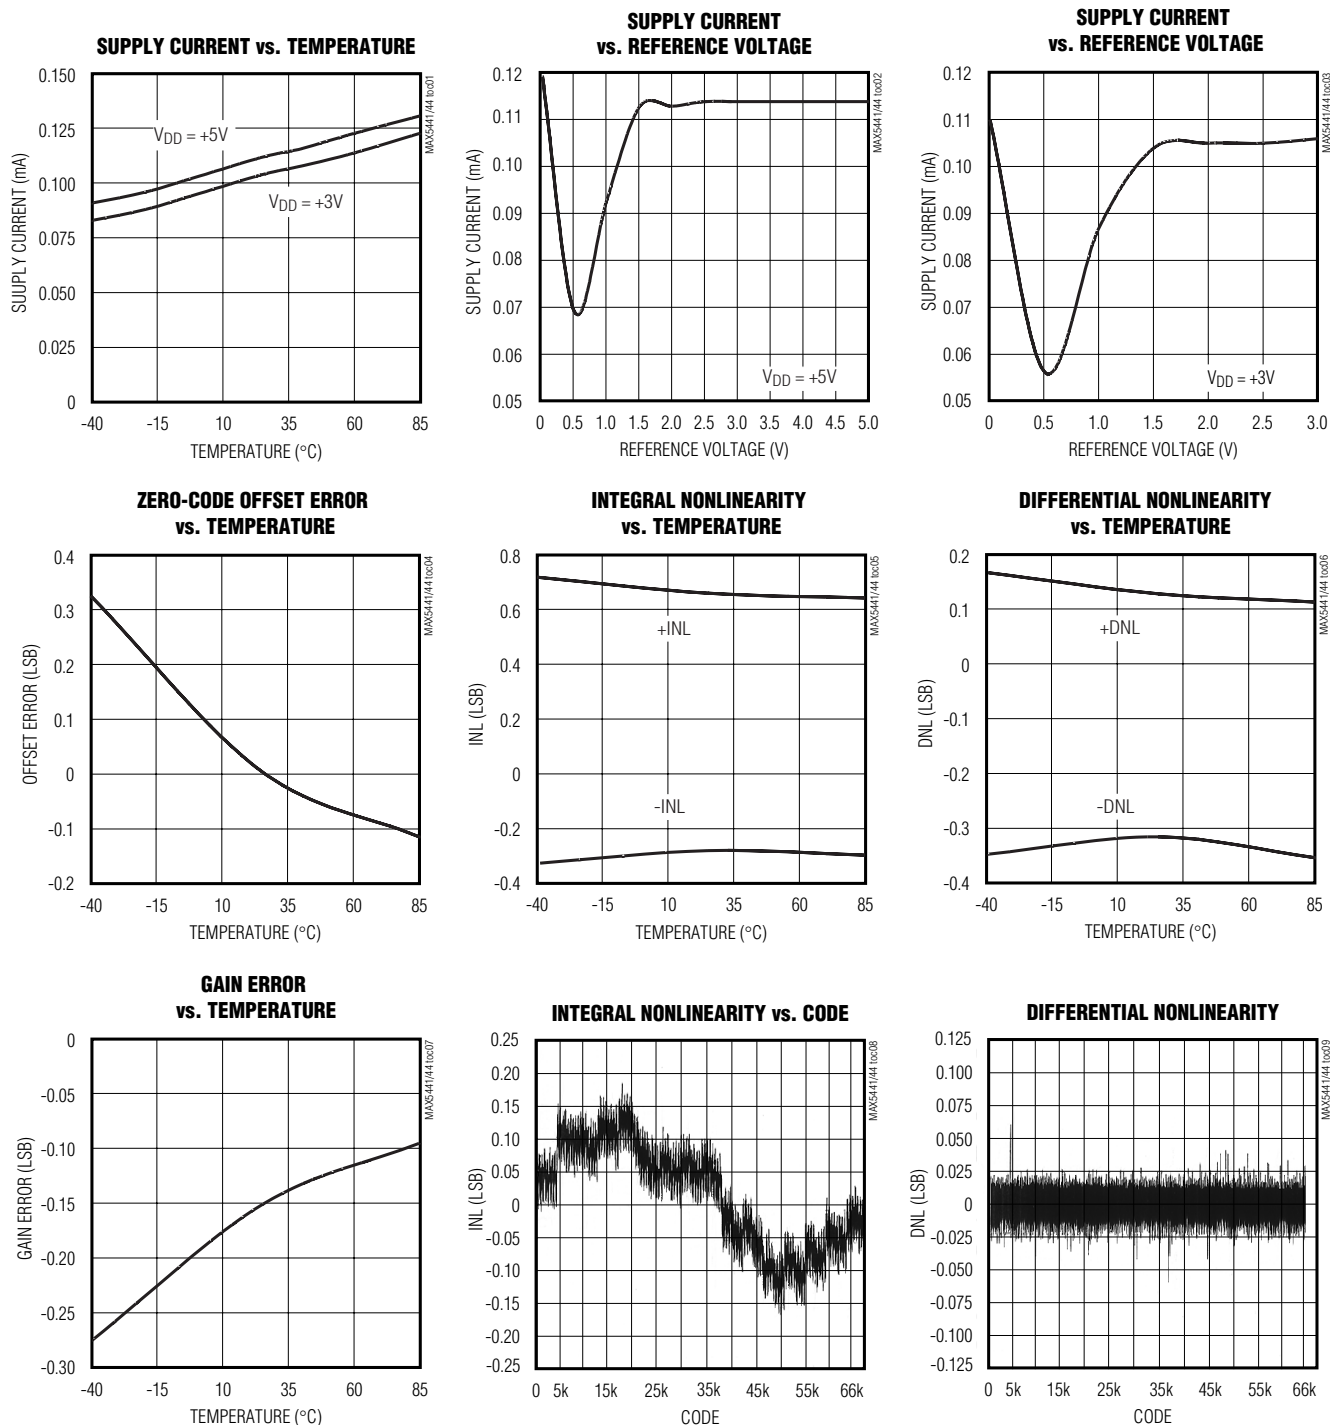 SUPPLY CURRENT vs. TEMPERATURE
0.150
0.125
0.100
0.075
0.050
0.025
0
SUUPLY CURRENT (mA)
VDD = +5V
VDD = +3V
-40 -15 10 35 60 85
TEMPERATURE (°C)
MAX5441/44 toc01
SUPPLY CURRENT
vs. REFERENCE VOLTAGE
0.12
0.11
0.10
0.09
0.08
0.07
0.06
0.05
SUPPLY CURRENT (mA)
VDD = +5V
0 0.5 1.0 1.5 2.0 2.5 3.0 3.5 4.0 4.5 5.0
REFERENCE VOLTAGE (V)
MAX5441/44 toc02
SUPPLY CURRENT
vs. REFERENCE VOLTAGE
0.12
0.11
0.10
0.09
0.08
0.07
0.06
0.05
SUPPLY CURRENT (mA)
VDD = +3V
0 0.5 1.0 1.5 2.0 2.5 3.0
REFERENCE VOLTAGE (V)
MAX5441/44 toc03
ZERO-CODE OFFSET ERROR
vs. TEMPERATURE
0.4
0.3
0.2
0.1
0
-0.1
-0.2
OFFSET ERROR (LSB)
-40 -15 10 35 60 85
TEMPERATURE (°C)
MAX5441/44 toc04
INTEGRAL NONLINEARITY
vs. TEMPERATURE
0.8
0.6
0.4
0.2
0
-0.2
-0.4
INL (LSB)
+INL
-INL
-40 -15 10 35 60 85
TEMPERATURE (°C)
MAX5441/44 toc05
DIFFERENTIAL NONLINEARITY
vs. TEMPERATURE
0.2
0.1
0
-0.1
-0.2
-0.3
-0.4
DNL (LSB)
+DNL
-DNL
-40 -15 10 35 60 85
TEMPERATURE (°C)
MAX5441/44 toc06
GAIN ERROR
vs. TEMPERATURE
0
-0.05
-0.10
-0.15
-0.20
-0.25
-0.30
GAIN ERROR (LSB)
-40 -15 10 35 60 85
TEMPERATURE (°C)
MAX5441/44 toc07
INTEGRAL NONLINEARITY vs. CODE
0.25
0.20
0.15
0.10
0.05
0
-0.05
-0.10
-0.15
-0.20
-0.25
INL (LSB)
0 5k 15k 25k 35k 45k 56k 66k
CODE
MAX5441/44 toc08
DIFFERENTIAL NONLINEARITY
0.125
0.100
0.075
0.050
0.025
0
-0.025
-0.050
-0.075
-0.100
-0.125
DNL (LSB)
0 5k 15k 25k 35k 45k 55k 66k
CODE
MAX5441/44 toc09